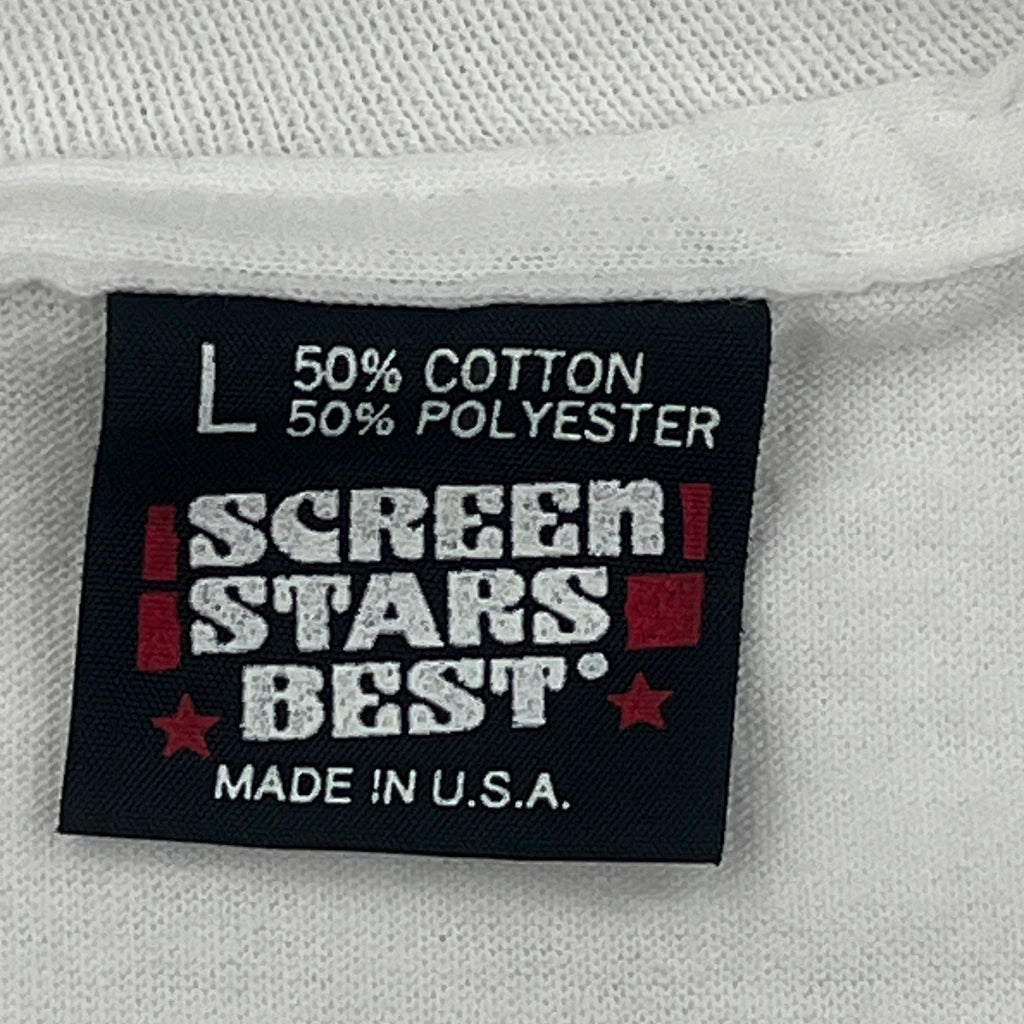 L 50% COTTON
50% POLYESTER
SCREEN
STARS
BEST
MADE IN U.S.A.